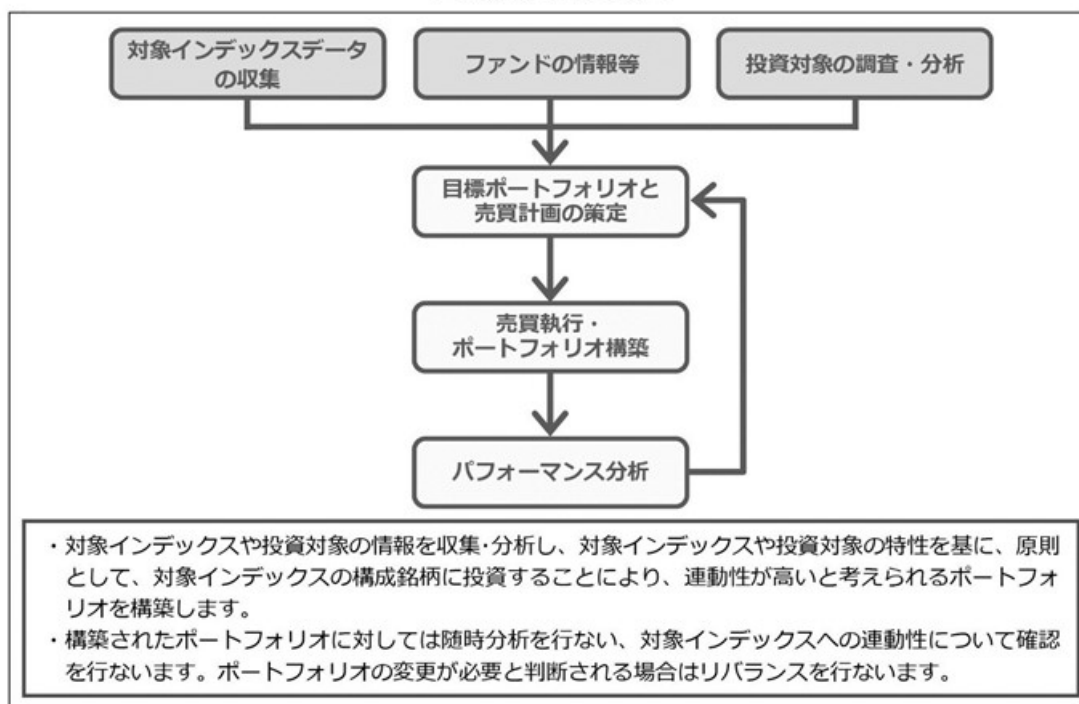 対象インデックスデータ
の収集
ファンドの情報等
投資対象の調査・分析
目標ポートフォリオと
売買計画の策定
売買執行・
ポートフォリオ構築
パフォーマンス分析
・対象インデックスや投資対象の情報を収集・分析し、対象インデックスや投資対象の特性を基に、原則
として、対象インデックスの構成銘柄に投資することにより、連動性が高いと考えられるポートフォ
リオを構築します。
・構築されたポートフォリオに対しては随時分析を行ない、対象インデックスへの連動性について確認
を行ないます。ポートフォリオの変更が必要と判断される場合はリバランスを行ないます。